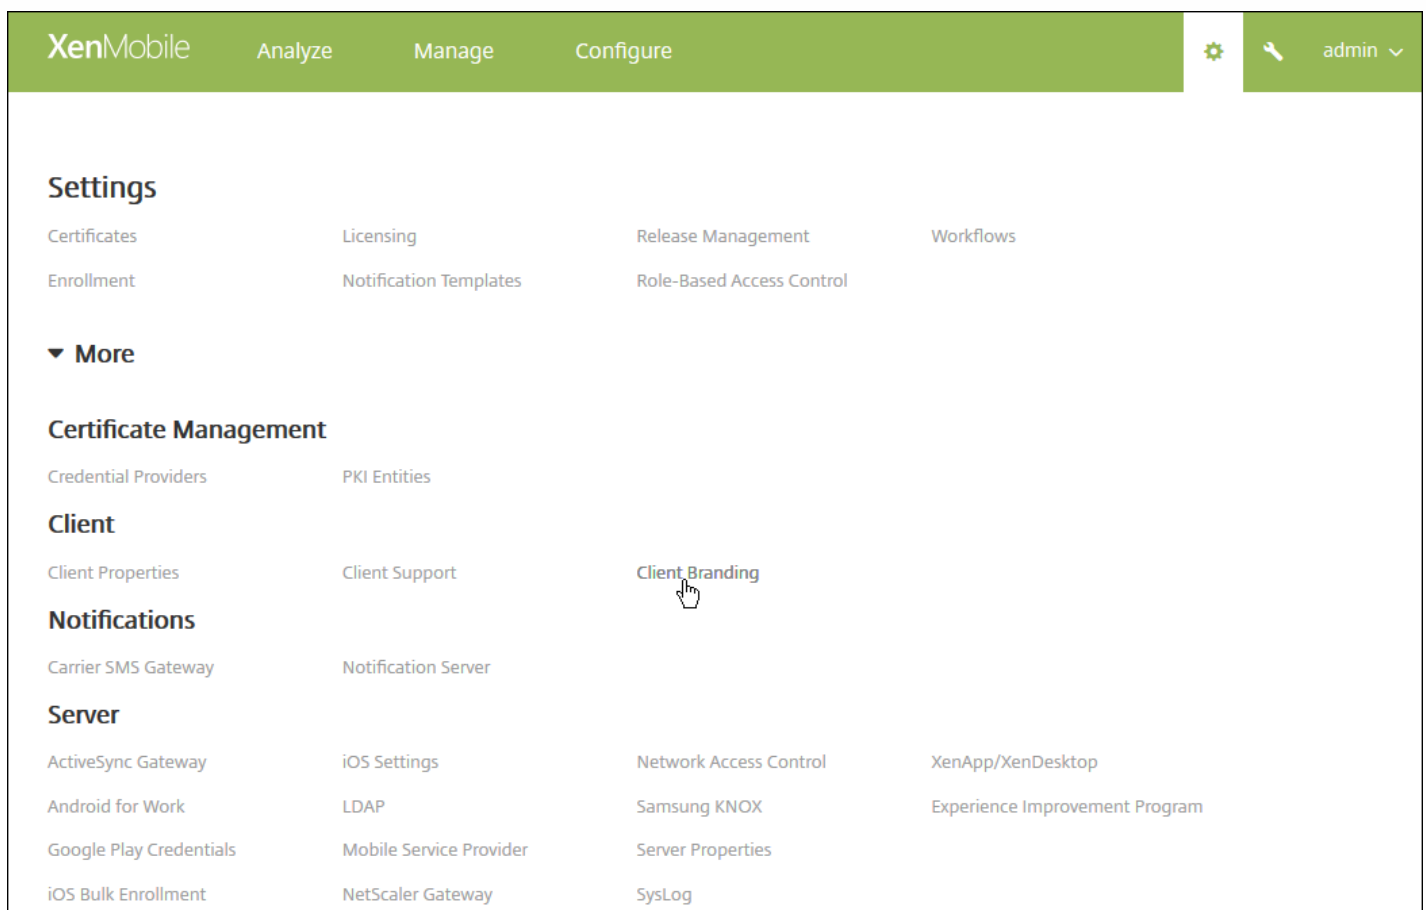 XenMobile Analyze Manage Configure admin
Settings
Certificates Licensing Release Management Workflows
Enrollment Notification Templates Role-Based Access Control
More
Certificate Management
Credential Providers PKI Entities
Client
Client Properties Client Support Client Branding
Notifications
Carrier SMS Gateway Notification Server
Server
ActiveSync Gateway iOS Settings Network Access Control XenApp/XenDesktop
Android for Work LDAP Samsung KNOX Experience Improvement Program
Google Play Credentials Mobile Service Provider Server Properties
iOS Bulk Enrollment NetScaler Gateway SysLog